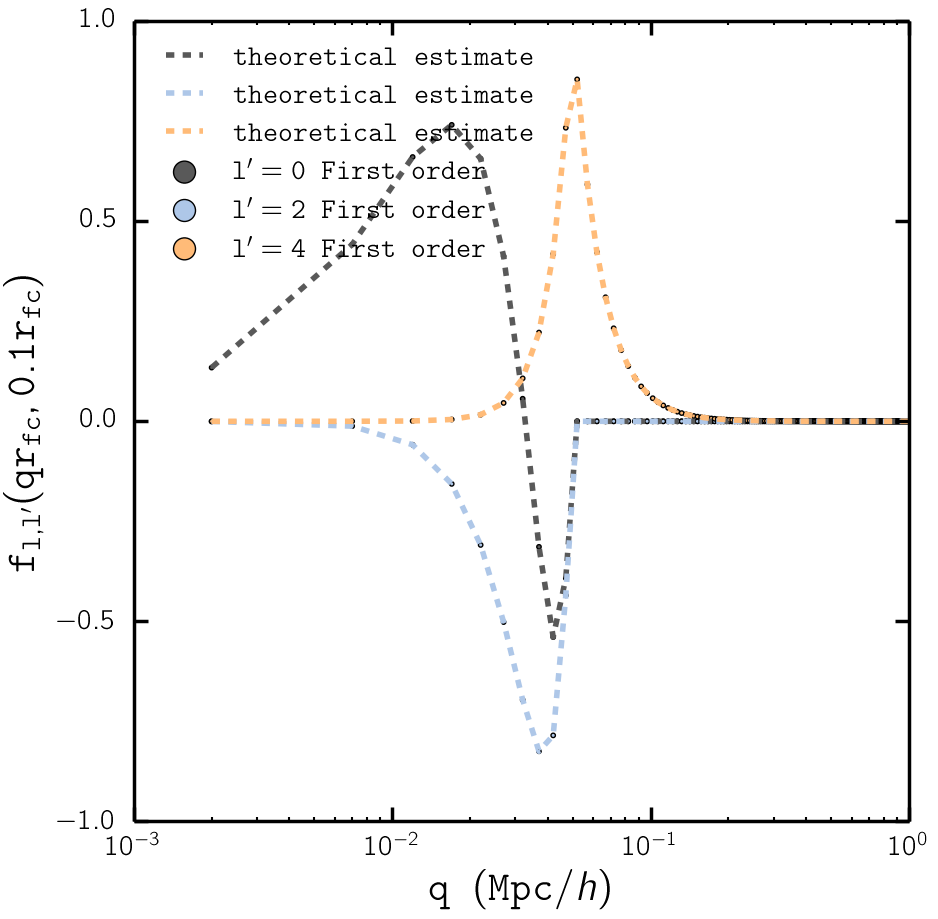 1.0
0.5
0.0
−0.5
−1.0
f_{l,l′}(qr_{fc}, 0.1r_{fc})
theoretical estimate
theoretical estimate
theoretical estimate
l′ = 0 First order
l′ = 2 First order
l′ = 4 First order
10^{−3} 10^{−2} 10^{−1} 10^{0}
q (Mpc/h)